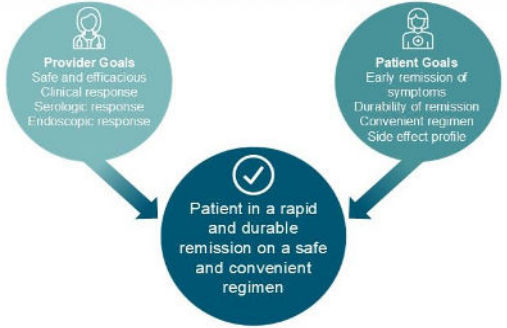 Provider Goals
Safe and efficacious
Clinical response
Serologic response
Endoscopic response
Patient Goals
Early remission of
symptoms
Durability of remission
Convenient regimen
Side effect profile
Patient in a rapid
and durable
remission on a safe
and convenient
regimen